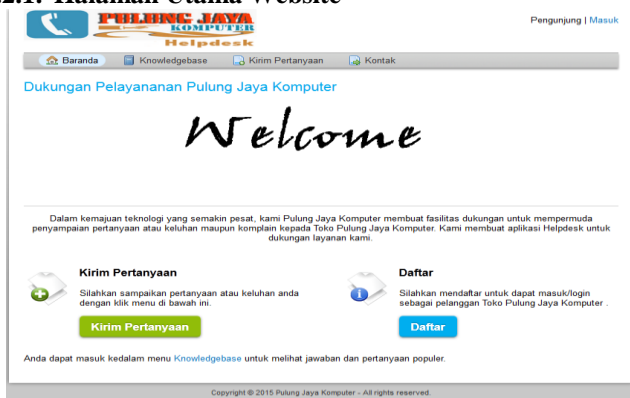 2.1. Halaman Utama Website
PULUNG JAYA
KOMPUTER
Helpdesk
Pengunjung | Masuk
Baranda Knowledgebase Kirim Pertanyaan Kontak
Dukungan Pelayananan Pulung Jaya Komputer
Welcome
Dalam kemajuan teknologi yang semakin pesat, kami Pulung Jaya Komputer membuat fasilitas dukungan untuk mempermuda
penyampaian pertanyaan atau keluhan maupun komplain kepada Toko Pulung Jaya Komputer. Kami membuat aplikasi Helpdesk untuk
dukungan layanan kami.
Kirim Pertanyaan
Silahkan sampaikan pertanyaan atau keluhan anda
dengan klik menu di bawah ini.
Kirim Pertanyaan
Daftar
Silahkan mendaftar untuk dapat masuk/login
sebagai pelanggan Toko Pulung Jaya Komputer .
Daftar
Anda dapat masuk kedalam menu Knowledgebase untuk melihat jawaban dan pertanyaan populer.
Copyright © 2015 Pulung Jaya Komputer - All rights reserved.